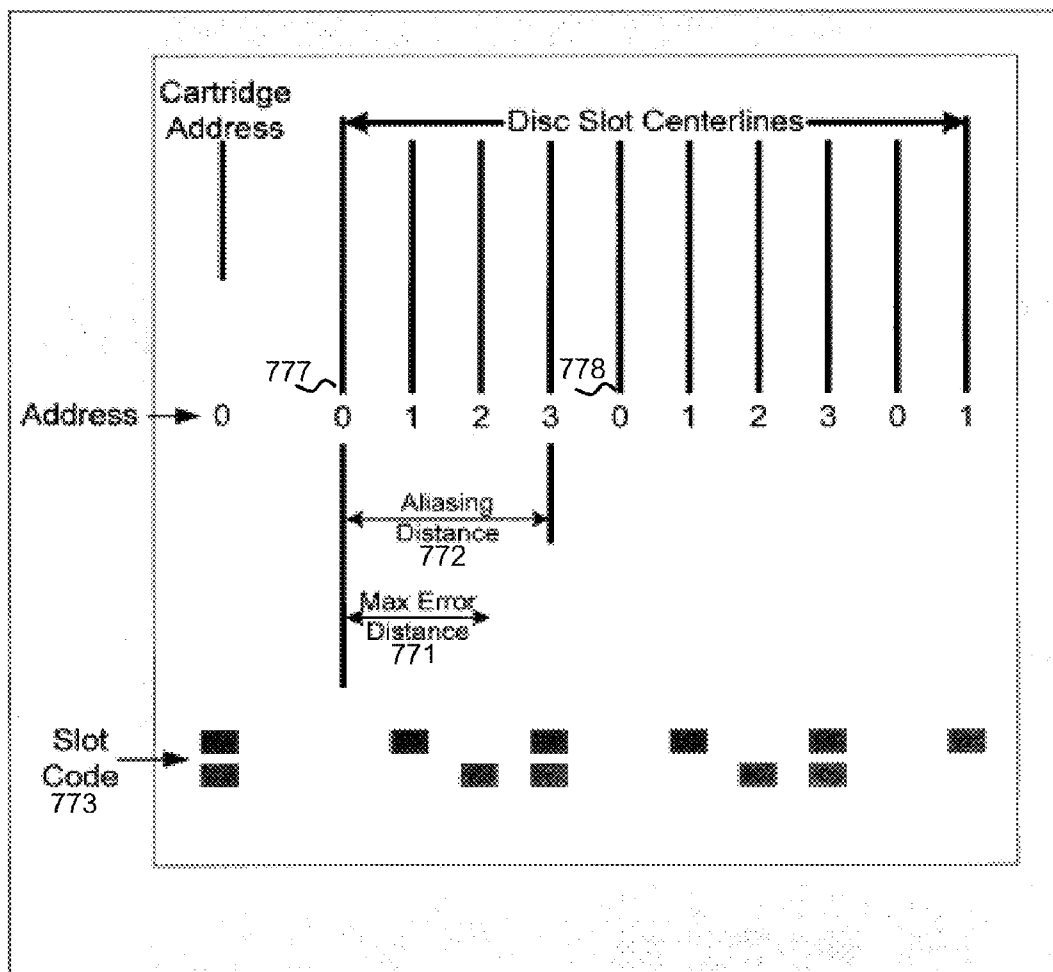 Cartridge
Address
Disc Slot Centerlines
777
778
Address 0 0 1 2 3 0 1 2 3 0 1
Aliasing
Distance
772
Max Error
Distance
771
Slot
Code
773